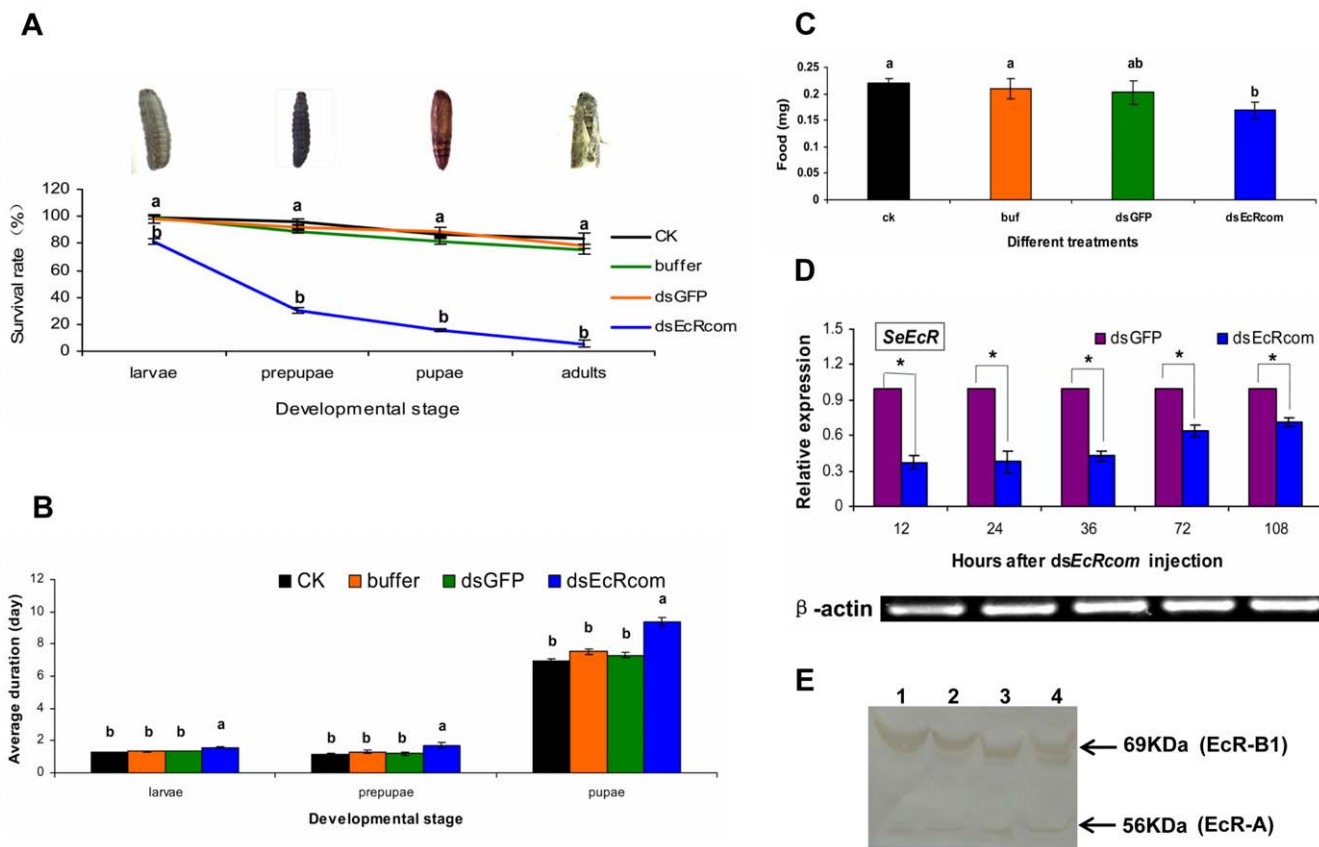 A
120
100
80
60
40
20
0
Survival rate (%)
a a a a
b b b b
CK
buffer
dsGFP
dsEcRcom
larvae prepupae pupae adults
Developmental stage
B
12
10
8
6
4
2
0
Average duration (day)
CK buffer dsGFP dsEcRcom
b b b a
b b b a
b b b a
larvae prepupae pupae
Developmental stage
C
0.25
0.2
0.15
0.1
0.05
0
Food (mg)
a a ab b
ck buf dsGFP dsEcRcom
Different treatments
D
1.5
1.2
0.9
0.6
0.3
0
Relative expression
SeEcR
dsGFP dsEcRcom
* * * * *
12 24 36 72 108
Hours after dsEcRcom injection
β-actin
E
1 2 3 4
69KDa (EcR-B1)
56KDa (EcR-A)